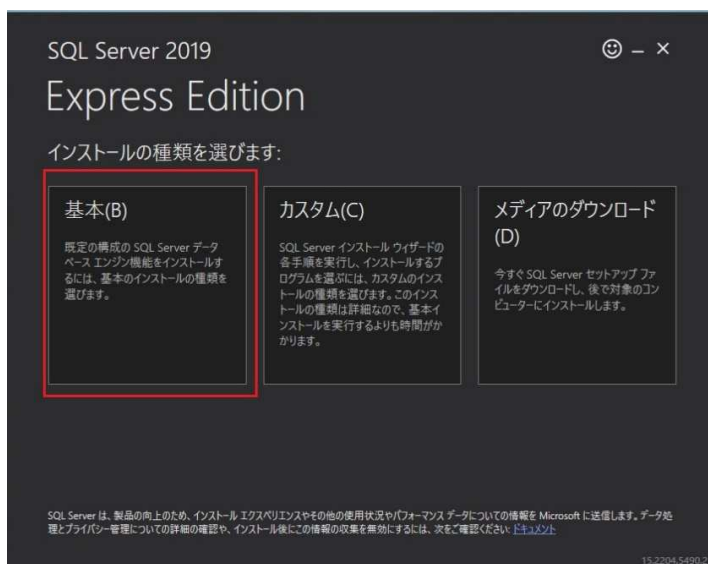 SQL Server 2019
Express Edition
インストールの種類を選びます:
基本(B)
既定の構成の SQL Server データ
ベース エンジン機能をインストールす
るには、基本のインストールの種類を
選びます。
カスタム(C)
SQL Server インストール ウィザードの
各手順を実行し、インストールするプ
ログラムを選ぶには、カスタムのインス
トールの種類を選びます。このインス
トールの種類は詳細なので、基本イ
ンストールを実行するよりも時間がか
かります。
メディアのダウンロード
(D)
今すぐ SQL Server セットアップ ファ
イルをダウンロードし、後で対象のコン
ピューターにインストールします。
SQL Server は、製品の向上のため、インストール エクスペリエンスやその他の使用状況やパフォーマンス データについての情報を Microsoft に送信します。データ処
理とプライバシー管理についての詳細の確認や、インストール後にこの情報の収集を無効にするには、次をご確認ください: ドキュメント
15.2204.5490.2